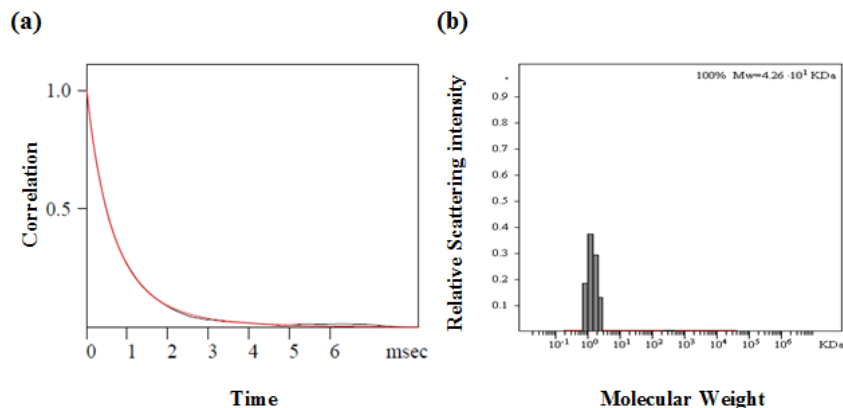 (a)
1.0
0.5
Correlation
0 1 2 3 4 5 6 msec
Time
(b)
100% Mw=4.26 ·10¹ KDa
0.9
0.8
0.7
0.6
0.5
0.4
0.3
0.2
0.1
Relative Scattering intensity
10⁻¹ 10⁰ 10¹ 10² 10³ 10⁴ 10⁵ 10⁶ KDa
Molecular Weight